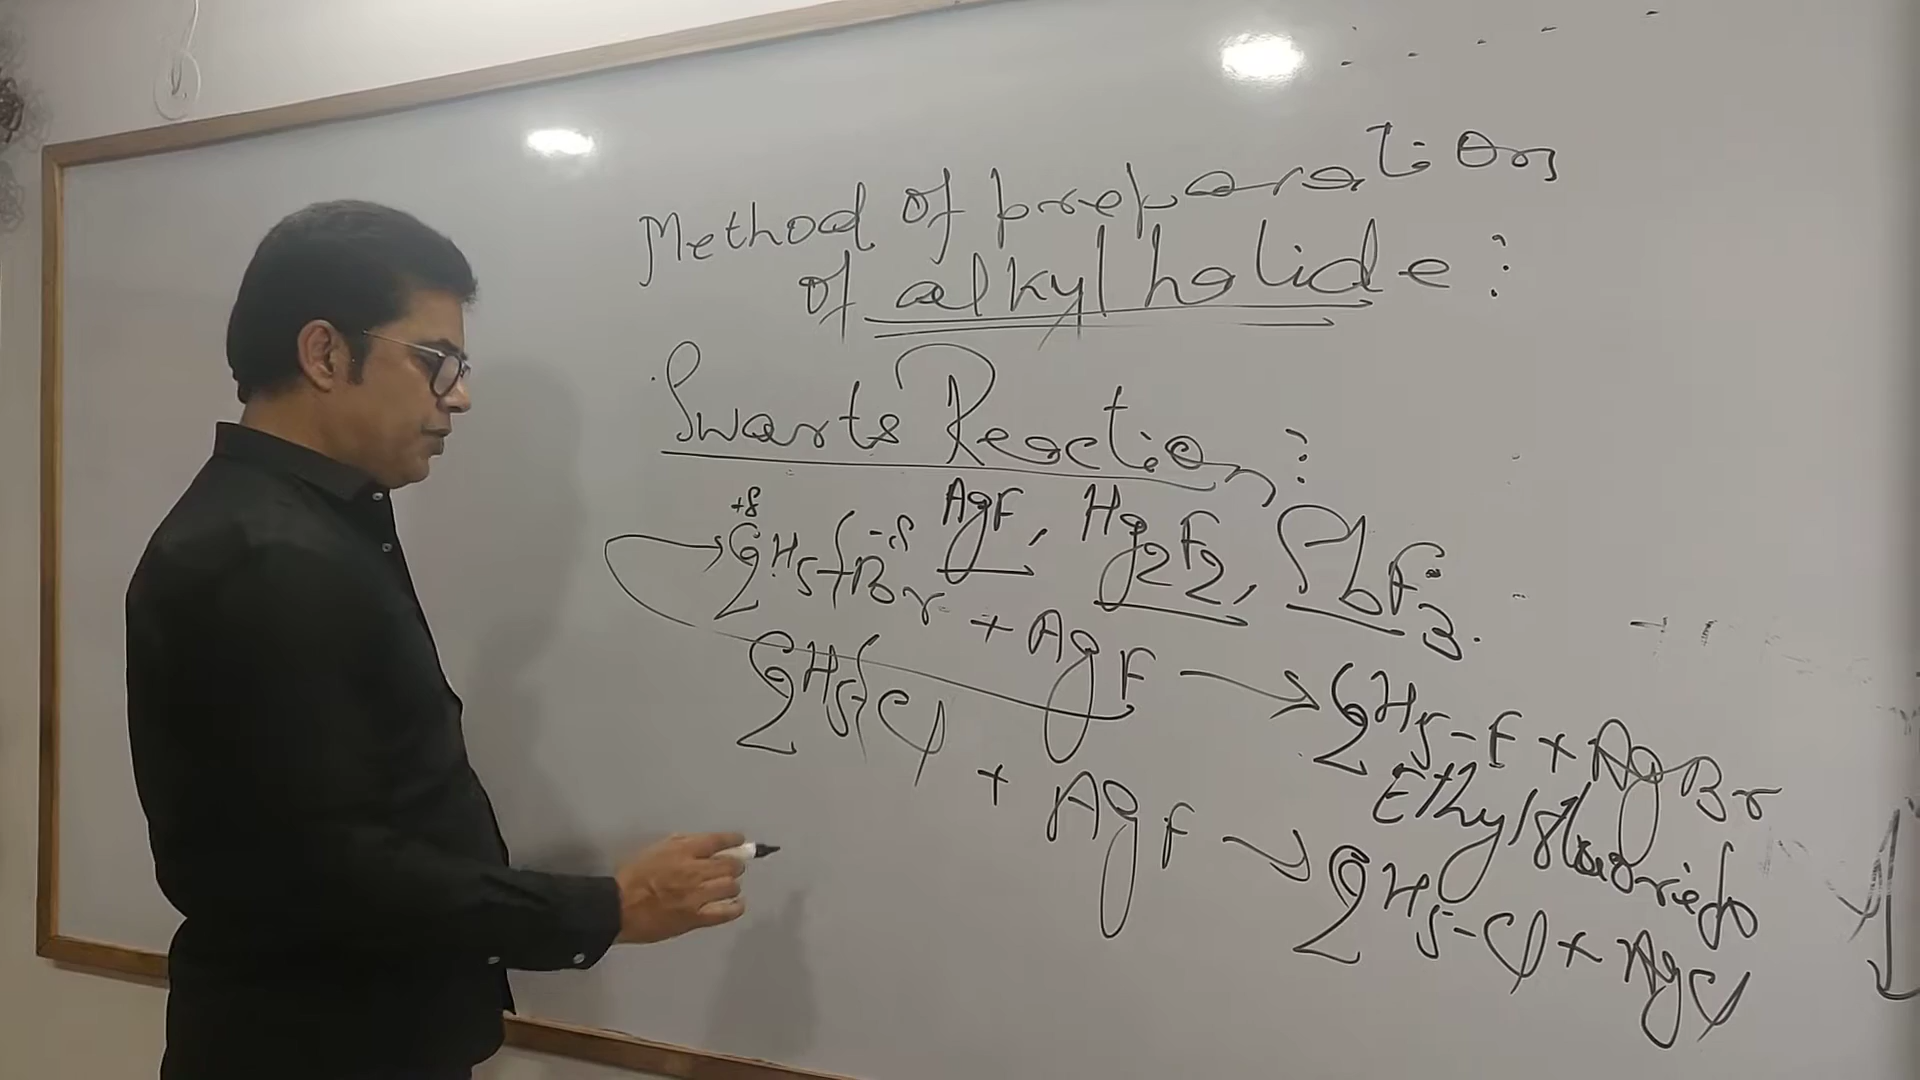 Method of preparation
of alkyl halide :
Swarts Reaction :
AgF, Hg2F2, SbF3.
+δ -δ
C2H5-Br + AgF → C2H5-F + AgBr
Ethyl fluoride
C2H5-Cl + AgF → C2H5-Cl + AgCl